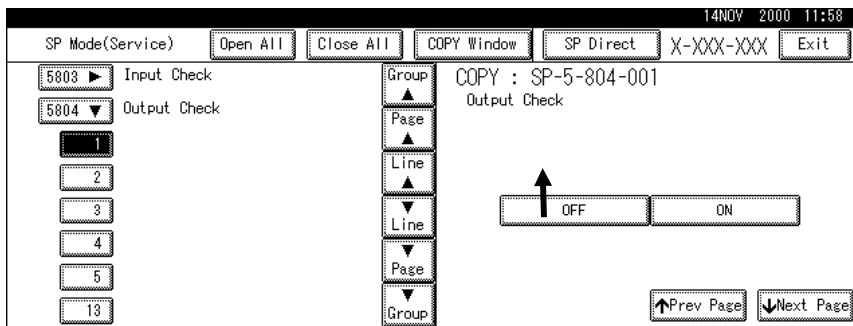 14NOV 2000 11:58
SP Mode(Service) Open All Close All COPY Window SP Direct X-XXX-XXX Exit
5803 ► Input Check
5804 ▼ Output Check
1
2
3
4
5
13
Group
▲
Page
▲
Line
▲
▼
Line
▼
Page
▼
Group
COPY : SP-5-804-001
Output Check
OFF ON
↑Prev Page ↓Next Page